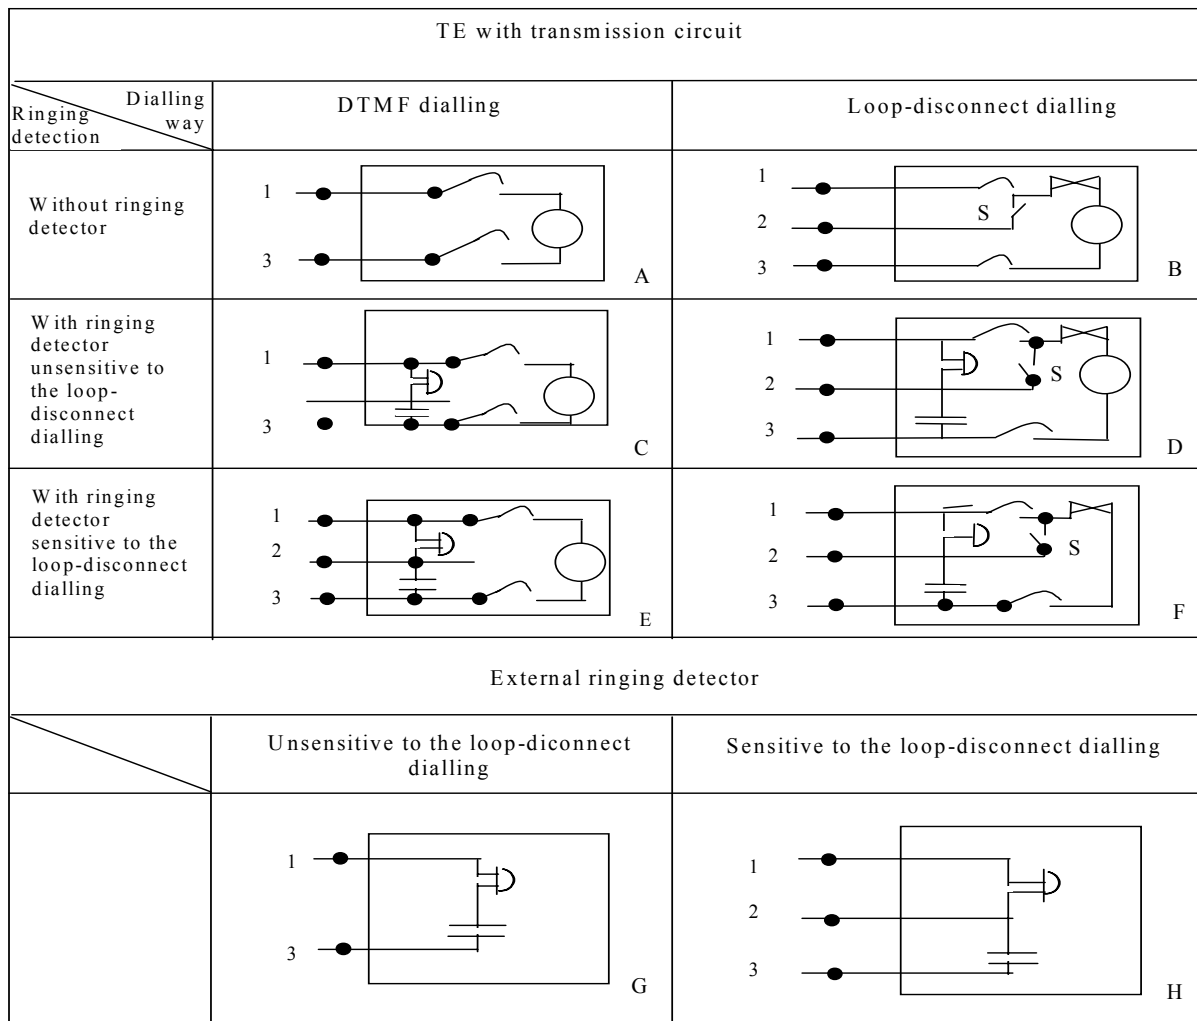 TE with transmission circuit
Dialling
way
Ringing
detection
DTMF dialling
Loop-disconnect dialling
Without ringing
detector
1
3
A
1
2
3
S
B
With ringing
detector
unsensitive to
the loop-
disconnect
dialling
1
3
C
1
2
3
S
D
With ringing
detector
sensitive to the
loop-disconnect
dialling
1
2
3
E
1
2
3
S
F
External ringing detector
Unsensitive to the loop-diconnect
dialling
Sensitive to the loop-disconnect dialling
1
3
G
1
2
3
H